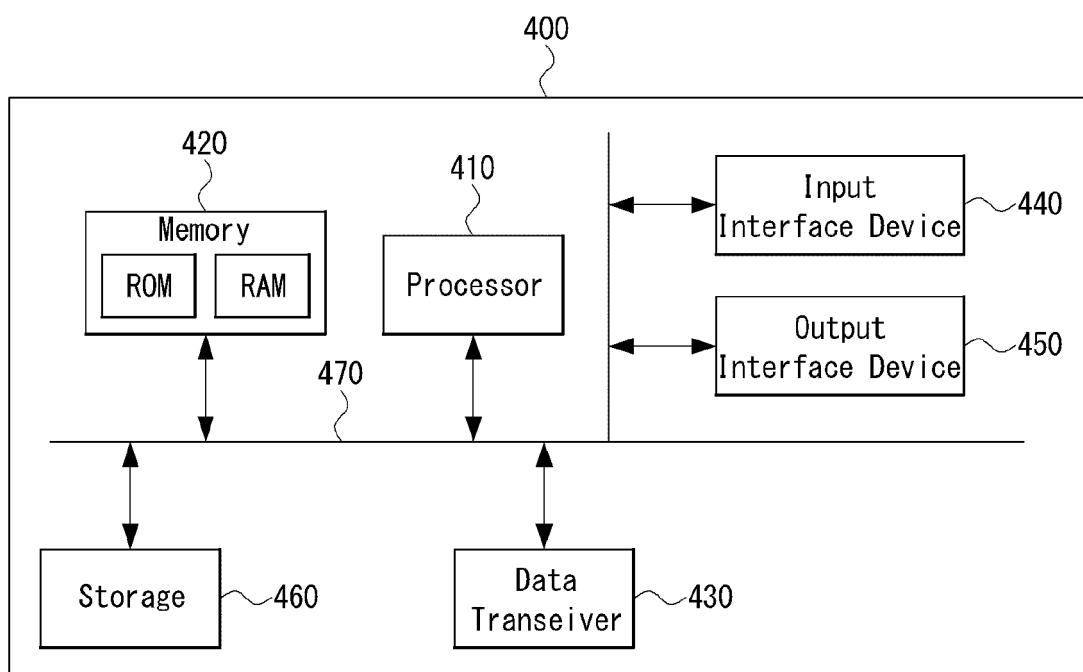 400
420
410
Memory
ROM
RAM
Processor
Input
Interface Device
440
Output
Interface Device
450
470
Storage
460
Data
Transeiver
430